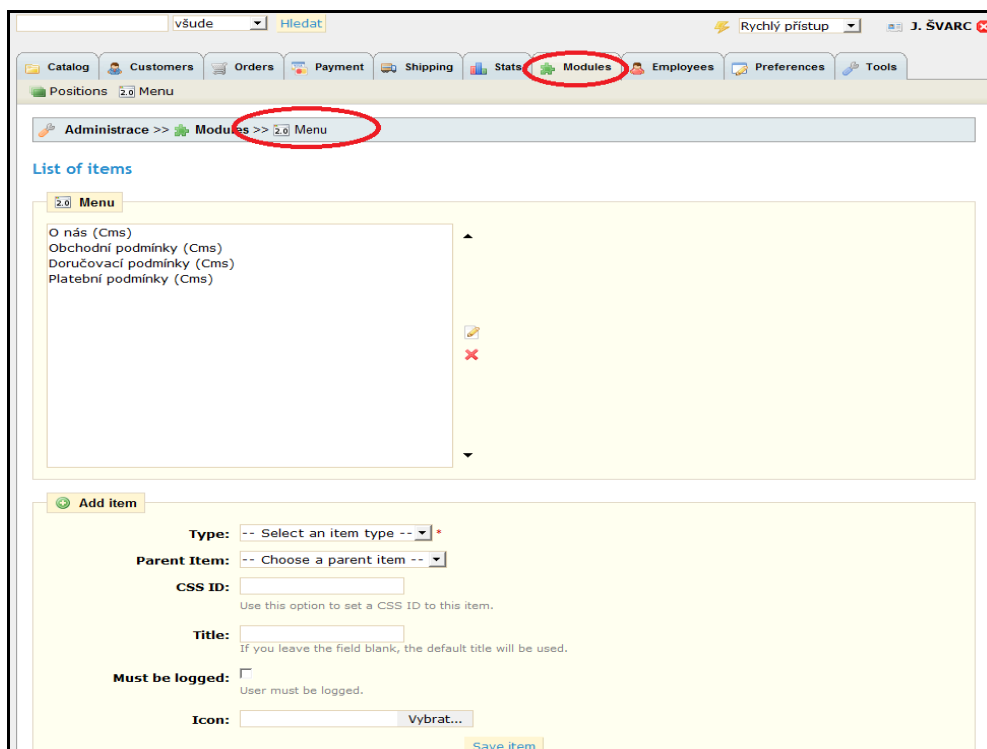 všude Hledat Rychlý přístup J. ŠVARC
Catalog Customers Orders Payment Shipping Stats Modules Employees Preferences Tools
Positions 2.0 Menu
Administrace >> Modules >> 2.0 Menu
List of items
2.0 Menu
O nás (Cms)
Obchodní podmínky (Cms)
Doručovací podmínky (Cms)
Platební podmínky (Cms)
Add item
Type: -- Select an item type -- *
Parent Item: -- Choose a parent item --
CSS ID:
Use this option to set a CSS ID to this item.
Title:
If you leave the field blank, the default title will be used.
Must be logged:
User must be logged.
Icon: Vybrat...
Save item